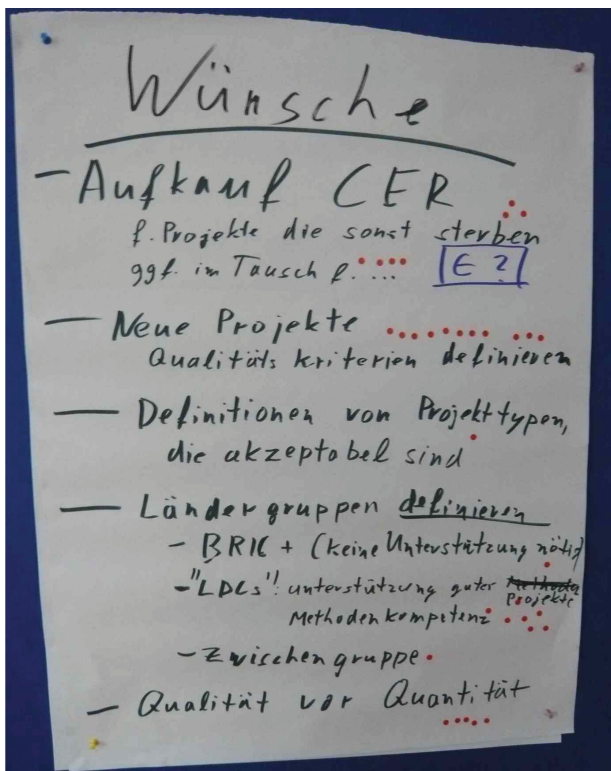 Wünsche
- Aufkauf CER
f. Projekte die sonst sterben
ggf. im Tausch f. ....
€ ?
- Neue Projekte
Qualitäts kriterien definieren
- Definitionen von Projekttypen,
die akzeptabel sind
- Ländergruppen definieren
- BRIC + (keine Unterstützung nötig)
- "LDCs": unterstützung guter Projekte
Methodenkompetenz
- Zwischengruppe
- Qualität vor Quantität